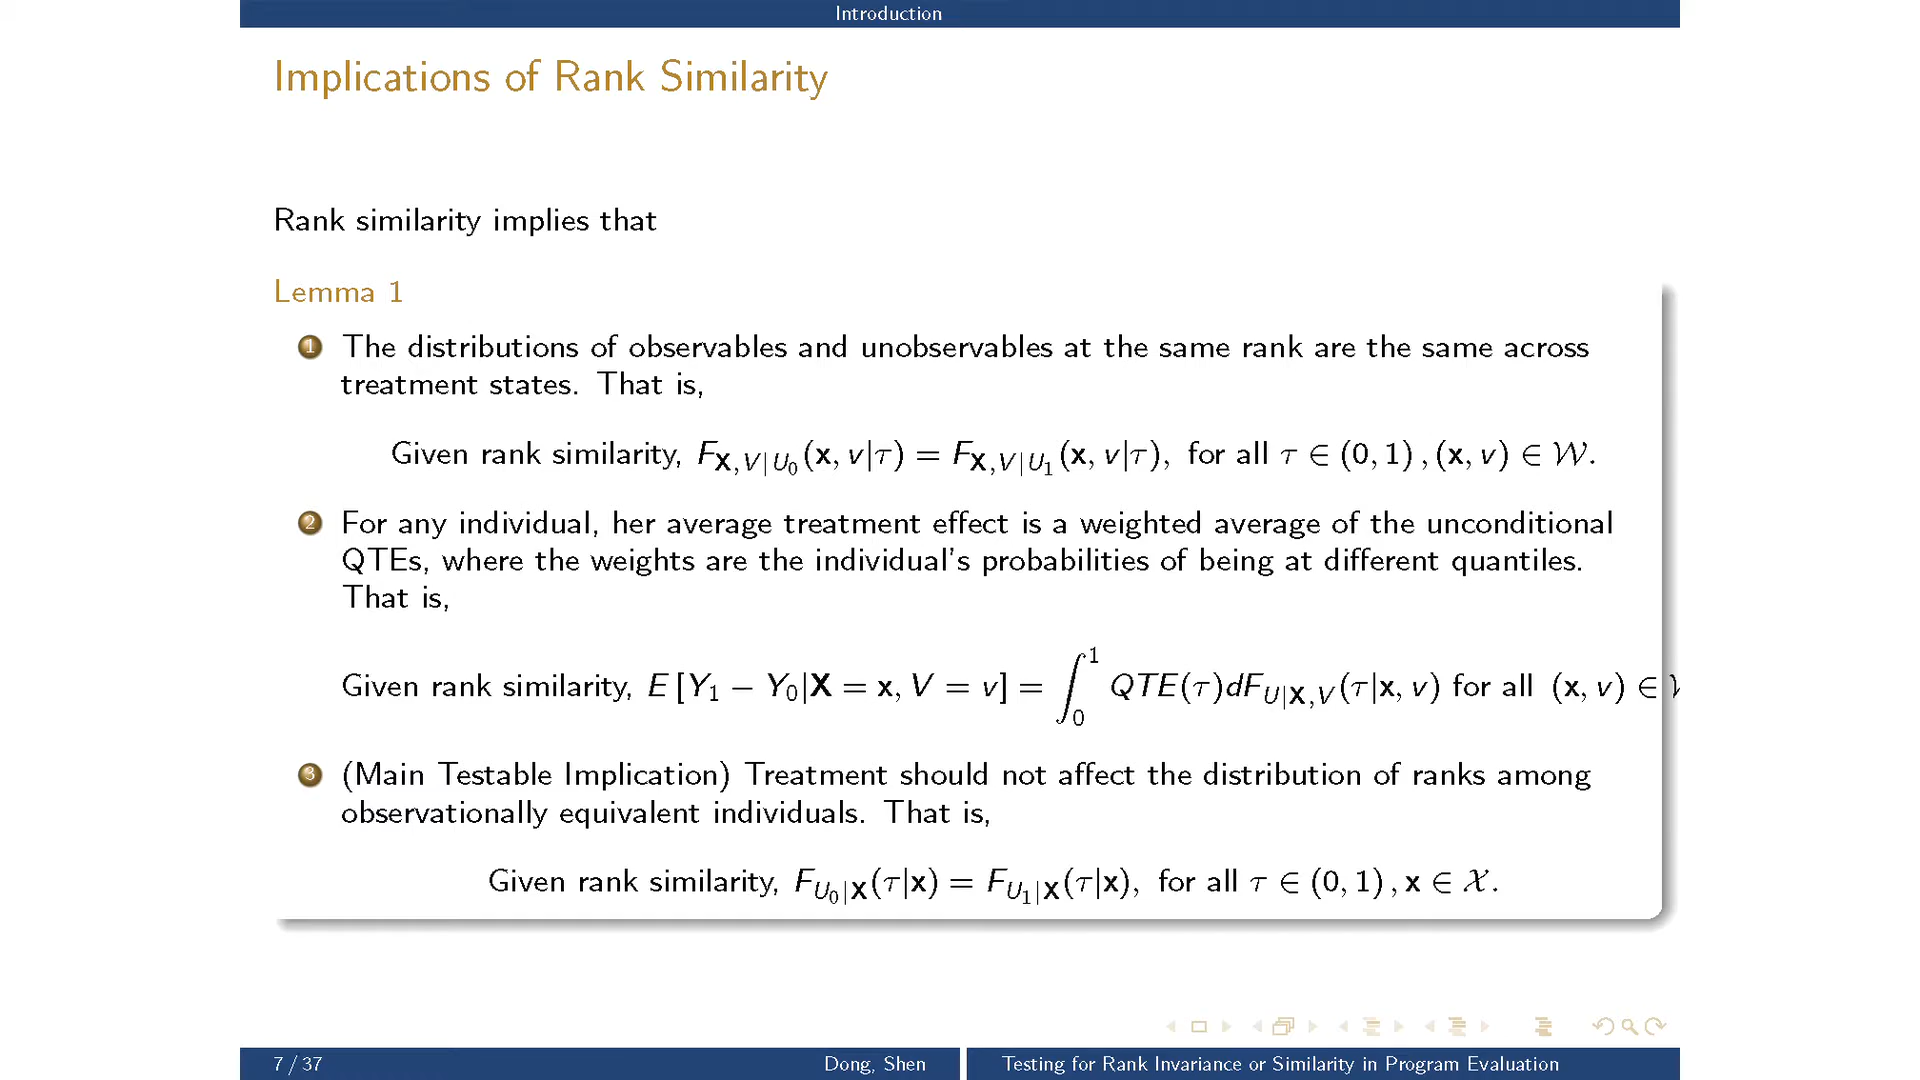 Introduction
Implications of Rank Similarity
Rank similarity implies that
Lemma 1
1 The distributions of observables and unobservables at the same rank are the same across
treatment states. That is,
Given rank similarity, F_{X,V|U_0}(x, v|τ) = F_{X,V|U_1}(x, v|τ), for all τ ∈ (0, 1), (x, v) ∈ 𝒲.
2 For any individual, her average treatment effect is a weighted average of the unconditional
QTEs, where the weights are the individual's probabilities of being at different quantiles.
That is,
Given rank similarity, E [Y_1 − Y_0|X = x, V = v] = ∫_0^1 QTE(τ)dF_{U|X,V}(τ|x, v) for all (x, v) ∈
3 (Main Testable Implication) Treatment should not affect the distribution of ranks among
observationally equivalent individuals. That is,
Given rank similarity, F_{U_0|X}(τ|x) = F_{U_1|X}(τ|x), for all τ ∈ (0, 1), x ∈ 𝒳.
7 / 37
Dong, Shen
Testing for Rank Invariance or Similarity in Program Evaluation